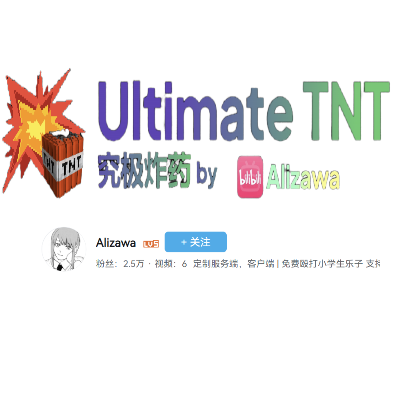 Ultimate TNT
TNT TNT
究极炸药 by bilibili Alizawa
Alizawa LV5 + 关注
粉丝：2.5万 · 视频：6 定制服务端，客户端 | 免费殴打小学生乐子 支持